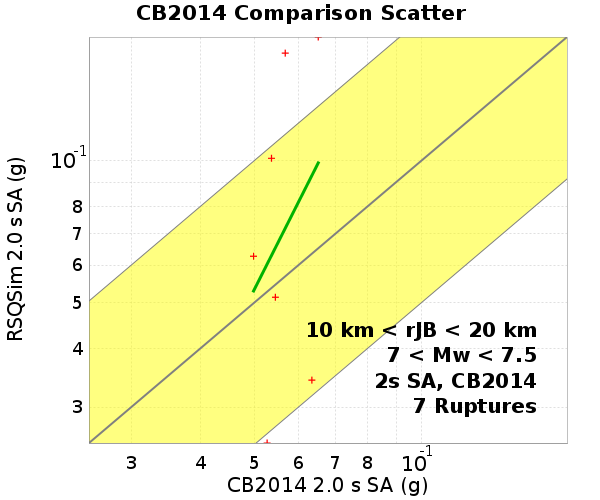 CB2014 Comparison Scatter
RSQSim 2.0 s SA (g)
10⁻¹
8
7
6
5
4
3
10 km < rJB < 20 km
7 < Mw < 7.5
2s SA, CB2014
7 Ruptures
3 4 5 6 7 8 10⁻¹
CB2014 2.0 s SA (g)